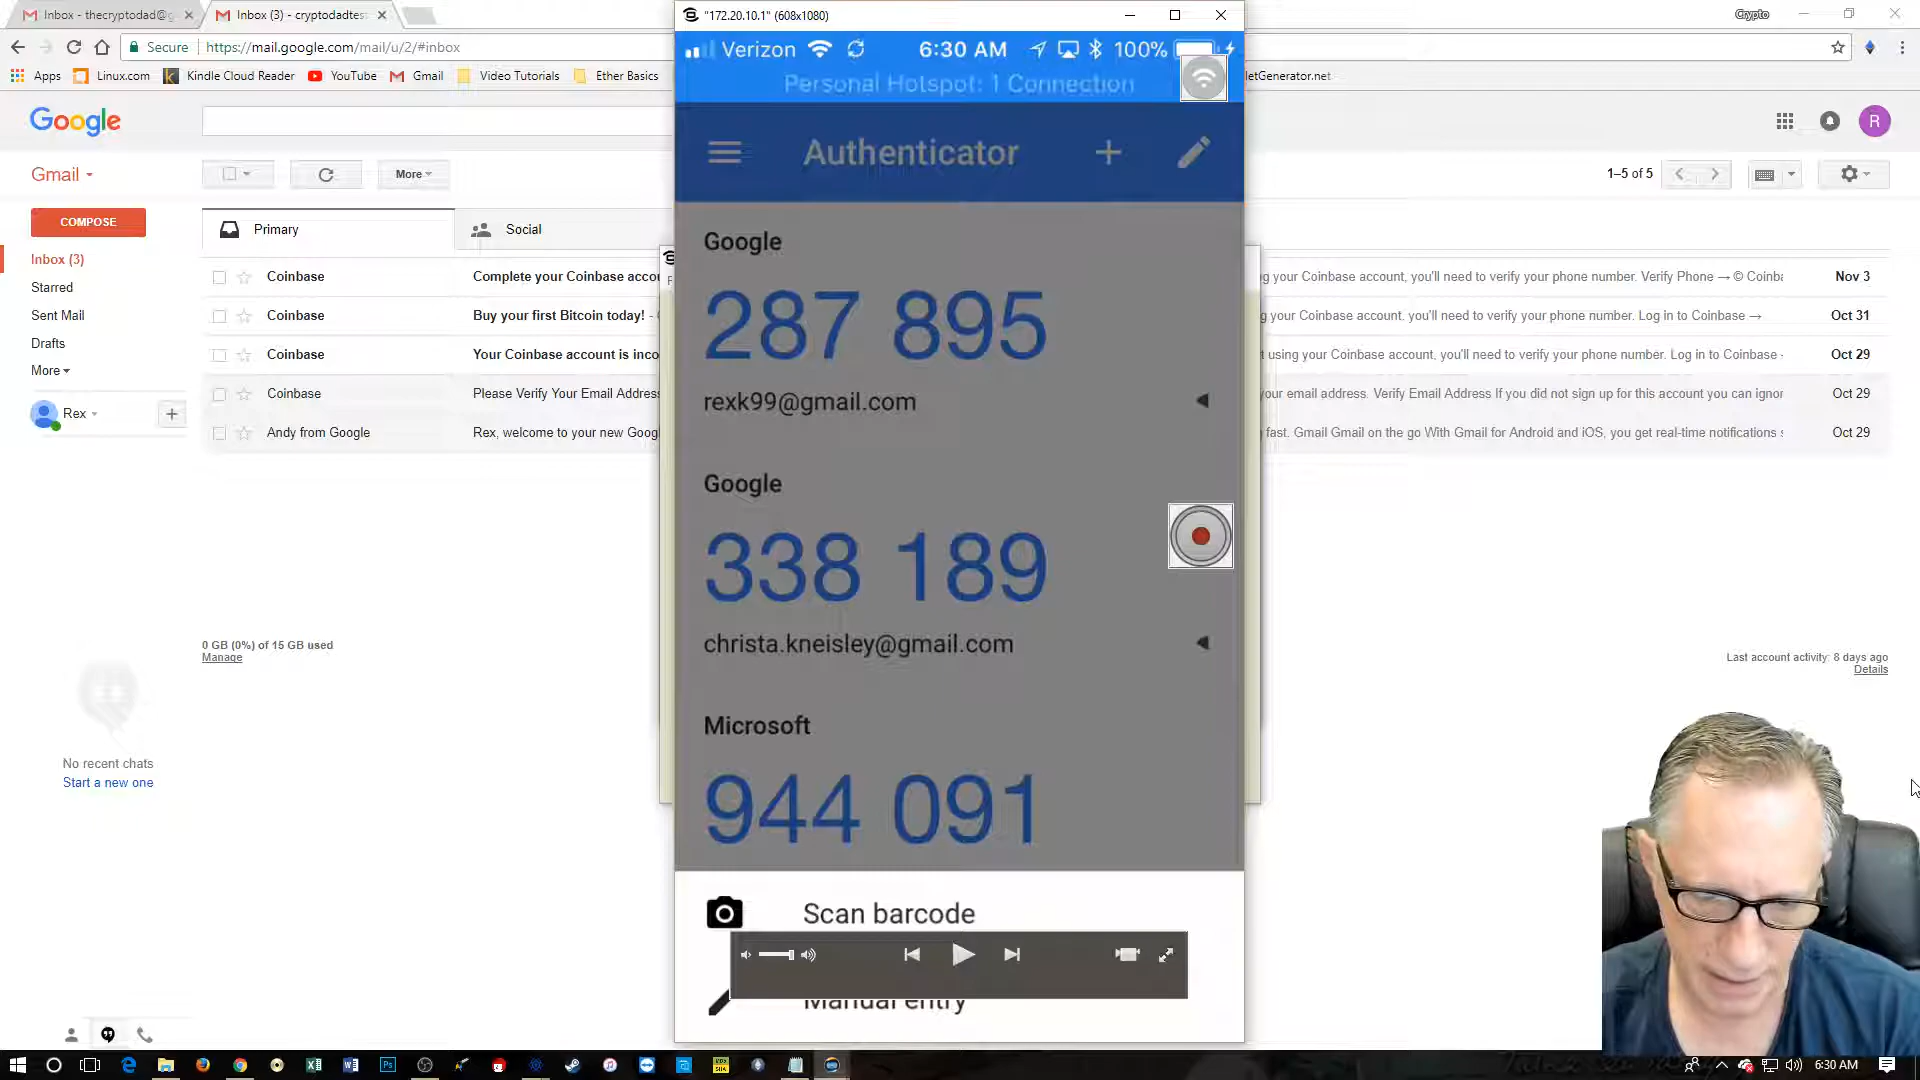 Inbox - thecryptodad@g
Inbox (3) - cryptodadtes
"172.20.10.1" (608x1080)
Crypto
Secure
https://mail.google.com/mail/u/2/#inbox
Verizon
6:30 AM
100%
Personal Hotspot: 1 Connection
Apps
Linux.com
Kindle Cloud Reader
YouTube
Gmail
Video Tutorials
Ether Basics
letGenerator.net
Google
R
Authenticator
Gmail
More
1–5 of 5
COMPOSE
Primary
Social
Inbox (3)
Starred
Sent Mail
Drafts
More
Rex
Coinbase
Complete your Coinbase accou
g your Coinbase account, you'll need to verify your phone number. Verify Phone → © Coinba
Nov 3
Coinbase
Buy your first Bitcoin today! -
g your Coinbase account, you'll need to verify your phone number. Log in to Coinbase →
Oct 31
Coinbase
Your Coinbase account is inco
t using your Coinbase account, you'll need to verify your phone number. Log in to Coinbase -
Oct 29
Coinbase
Please Verify Your Email Address
your email address. Verify Email Address If you did not sign up for this account you can ignor
Oct 29
Andy from Google
Rex, welcome to your new Googl
fast. Gmail Gmail on the go With Gmail for Android and iOS, you get real-time notifications s
Oct 29
Google
287 895
rexk99@gmail.com
Google
338 189
christa.kneisley@gmail.com
Microsoft
944 091
Scan barcode
Manual entry
0 GB (0%) of 15 GB used
Manage
Last account activity: 8 days ago
Details
No recent chats
Start a new one
6:30 AM